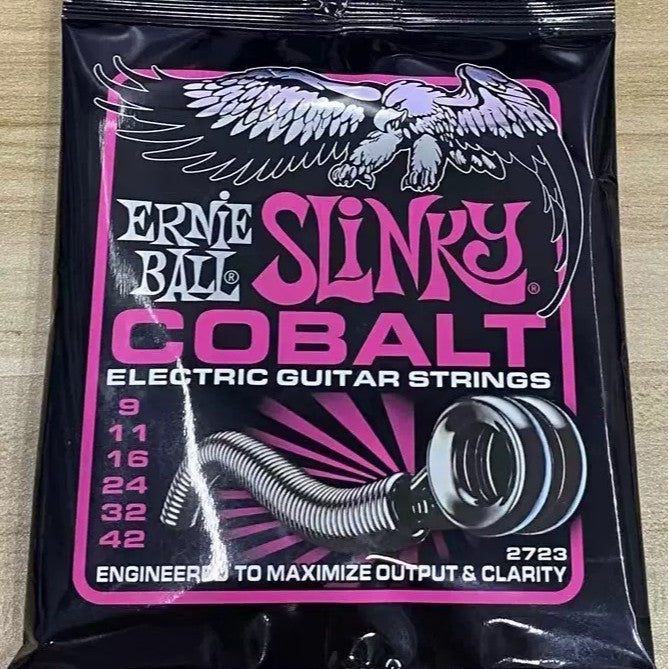 ERNIE BALL® SLINKY®
COBALT
ELECTRIC GUITAR STRINGS
9
11
16
24
32
42
2723
ENGINEERED TO MAXIMIZE OUTPUT & CLARITY